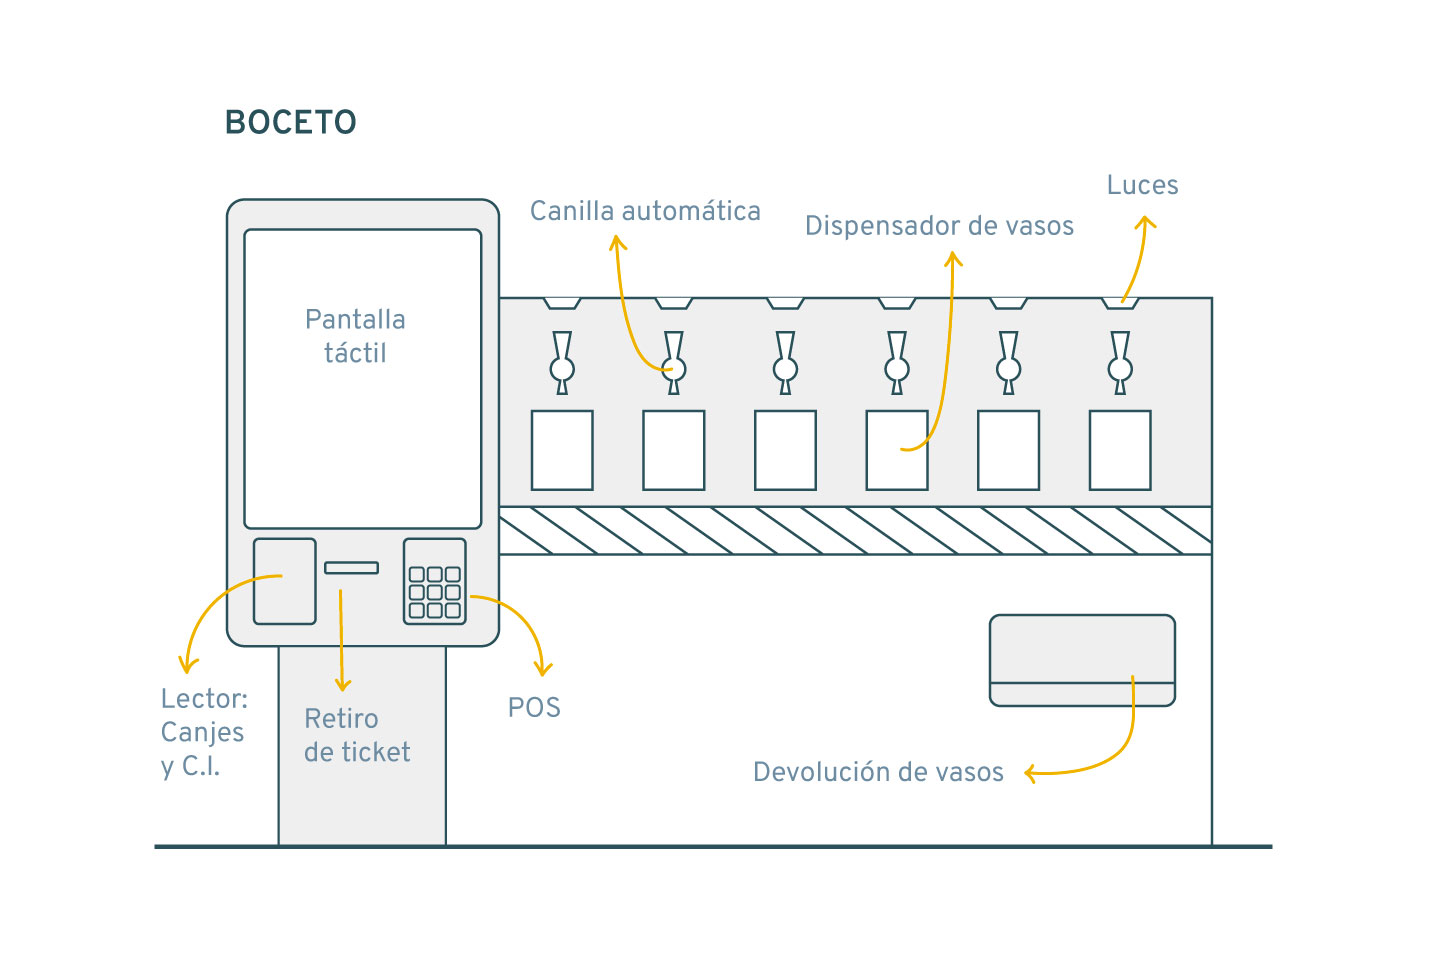 BOCETO
Luces
Canilla automática
Dispensador de vasos
Pantalla
táctil
Lector:
Canjes
y C.I.
Retiro
de ticket
POS
Devolución de vasos